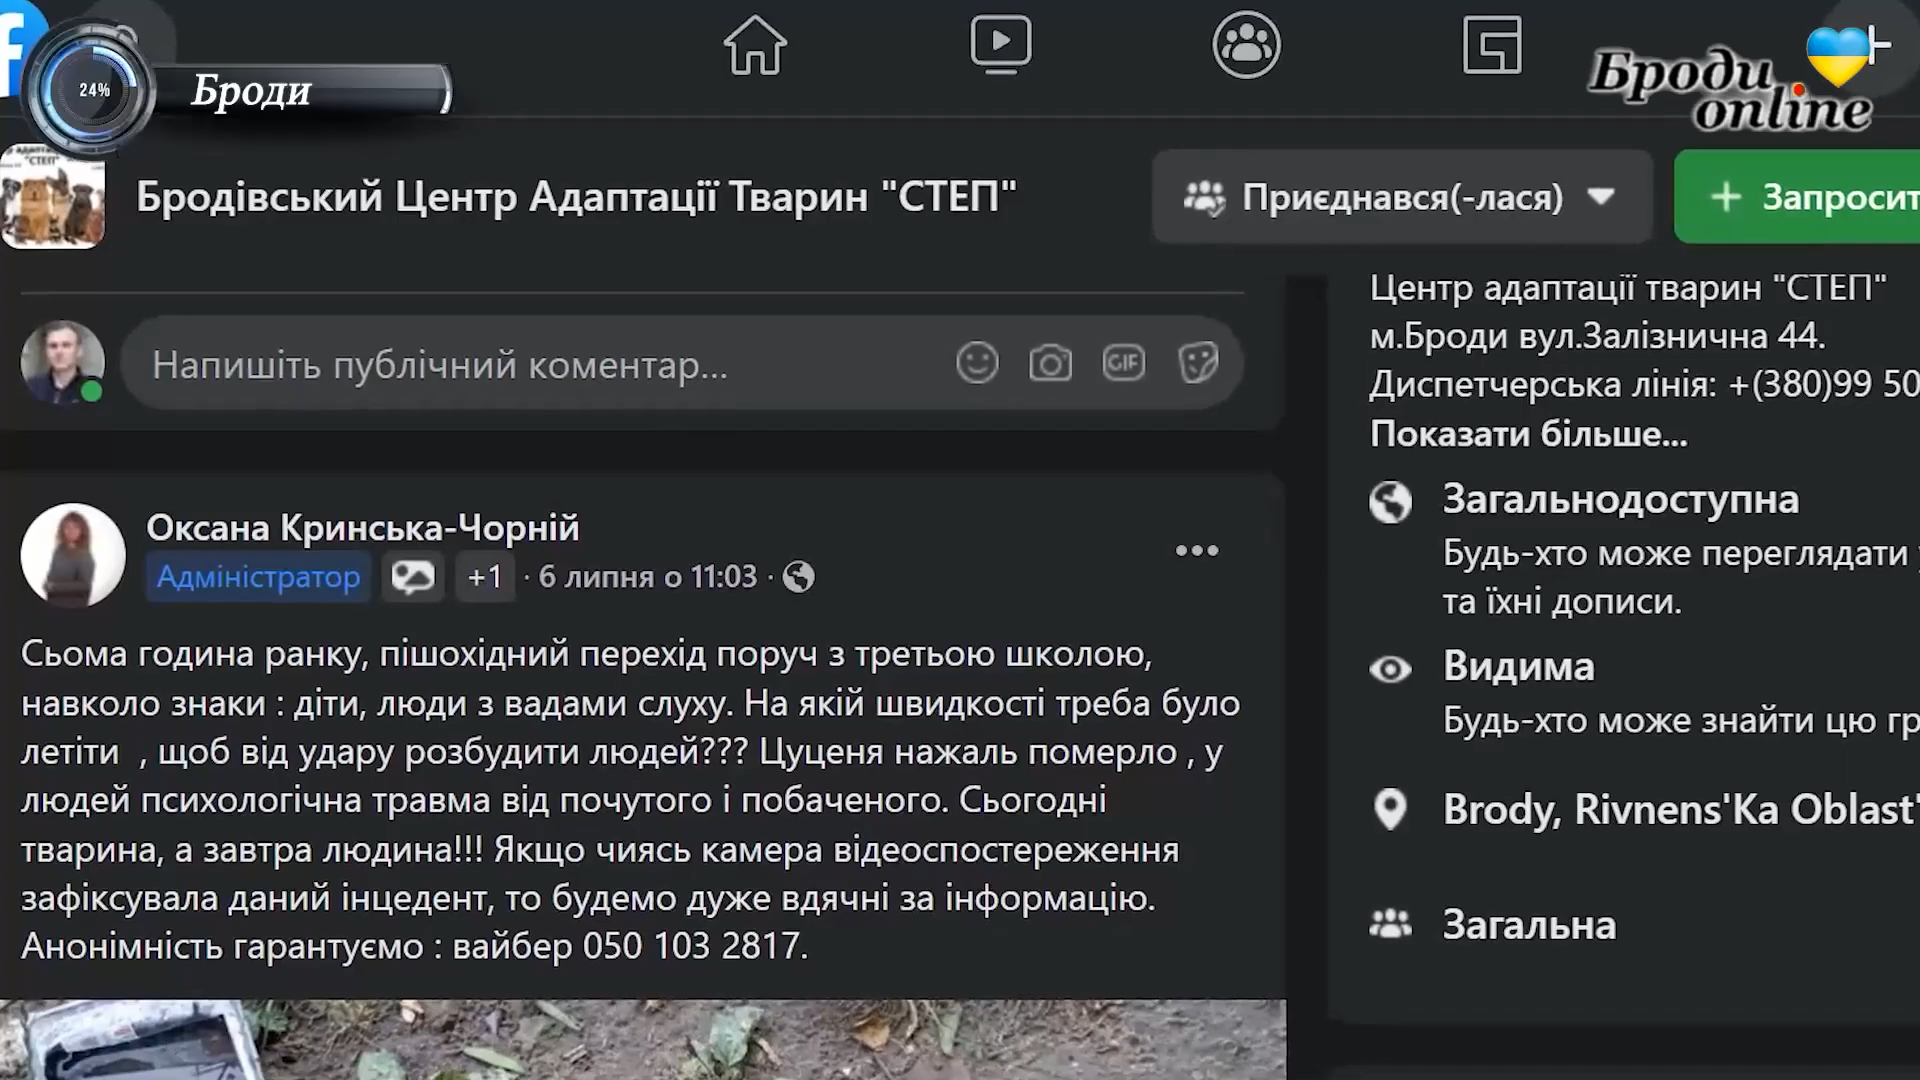 24%
Броди
Броди
online
"СТЕП"
Бродівський Центр Адаптації Тварин "СТЕП"
Приєднався(-лася)
+ Запросит
Напишіть публічний коментар...
GIF
Оксана Кринська-Чорній
Адміністратор +1 · 6 липня о 11:03 ·
Сьома година ранку, пішохідний перехід поруч з третьою школою,
навколо знаки : діти, люди з вадами слуху. На якій швидкості треба було
летіти , щоб від удару розбудити людей??? Цуценя нажаль померло , у
людей психологічна травма від почутого і побаченого. Сьогодні
тварина, а завтра людина!!! Якщо чиясь камера відеоспостереження
зафіксувала даний інцедент, то будемо дуже вдячні за інформацію.
Анонімність гарантуємо : вайбер 050 103 2817.
Центр адаптації тварин "СТЕП"
м.Броди вул.Залізнична 44.
Диспетчерська лінія: +(380)99 50
Показати більше...
Загальнодоступна
Будь-хто може переглядати
та їхні дописи.
Видима
Будь-хто може знайти цю гр
Brody, Rivnens'Ka Oblast'
Загальна